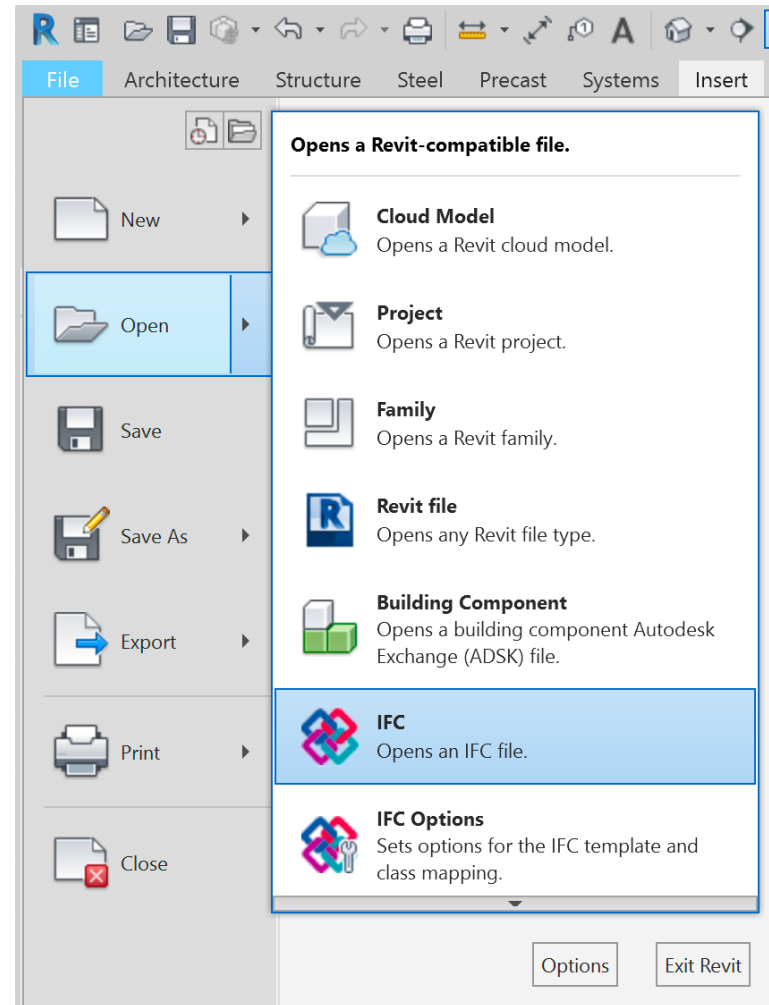 R
1
A
File Architecture Structure Steel Precast Systems Insert
Opens a Revit-compatible file.
New
Open
Save
Save As
Export
Print
Close
Cloud Model
Opens a Revit cloud model.
Project
Opens a Revit project.
Family
Opens a Revit family.
R
Revit file
Opens any Revit file type.
Building Component
Opens a building component Autodesk
Exchange (ADSK) file.
IFC
Opens an IFC file.
IFC Options
Sets options for the IFC template and
class mapping.
Options Exit Revit